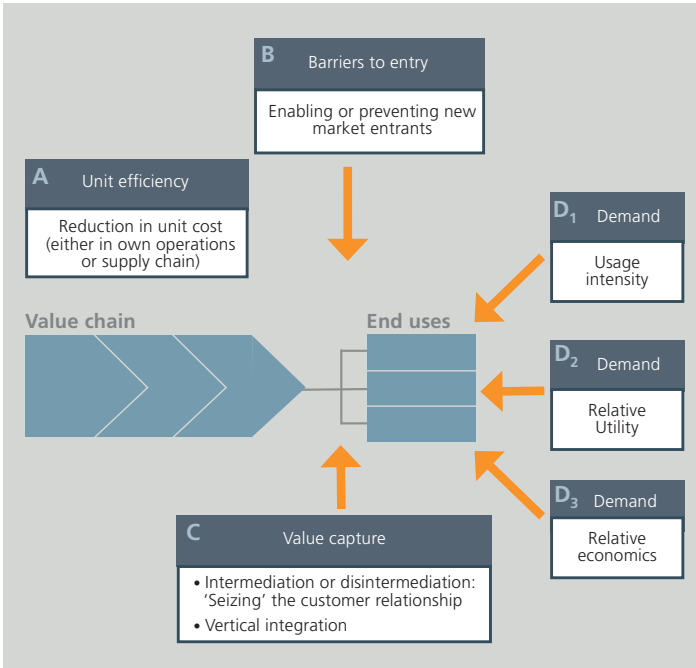 B Barriers to entry
Enabling or preventing new
market entrants
A Unit efficiency
Reduction in unit cost
(either in own operations
or supply chain)
D₁ Demand
Usage
intensity
Value chain
End uses
D₂ Demand
Relative
Utility
D₃ Demand
Relative
economics
C Value capture
• Intermediation or disintermediation:
‘Seizing’ the customer relationship
• Vertical integration